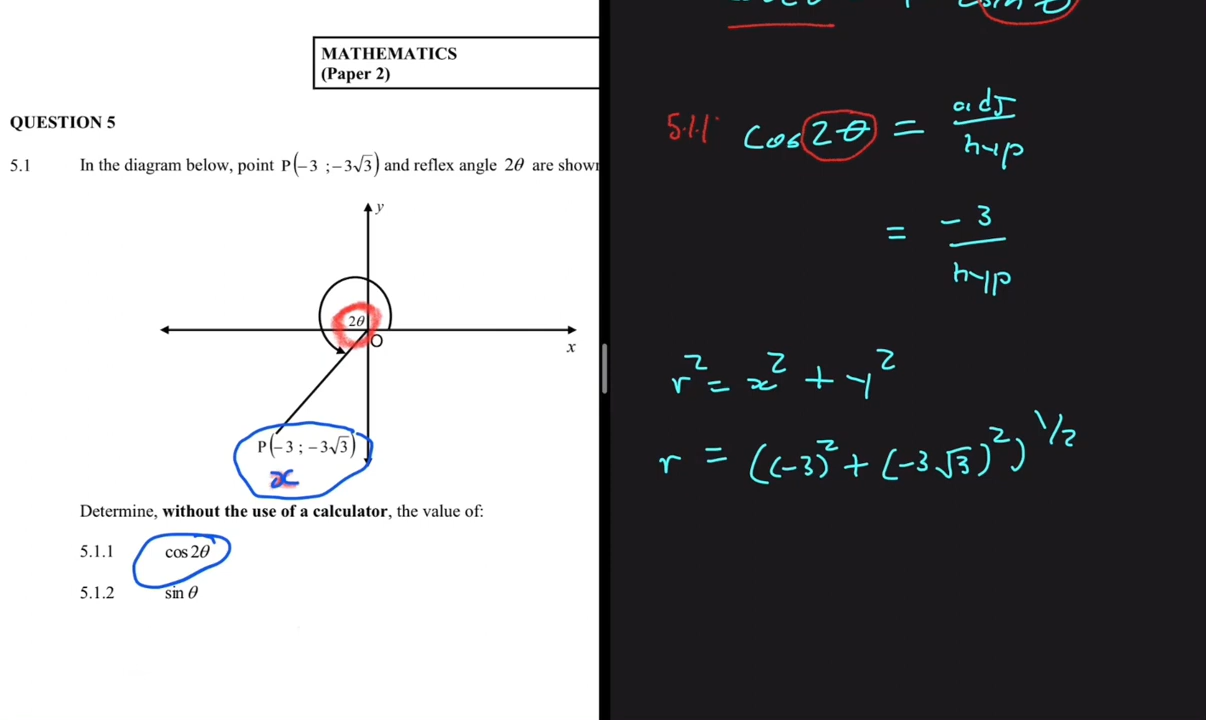 MATHEMATICS
(Paper 2)
QUESTION 5
5.1 In the diagram below, point P(−3 ; −3√3) and reflex angle 2θ are shown
y
2θ
O
x
P(−3 ; −3√3)
x
Determine, without the use of a calculator, the value of:
5.1.1 cos 2θ
5.1.2 sin θ
5.1.1 cos 2θ = adj/hyp
= -3/hyp
r² = x² + y²
r = ((-3)² + (-3√3)²)^1/2